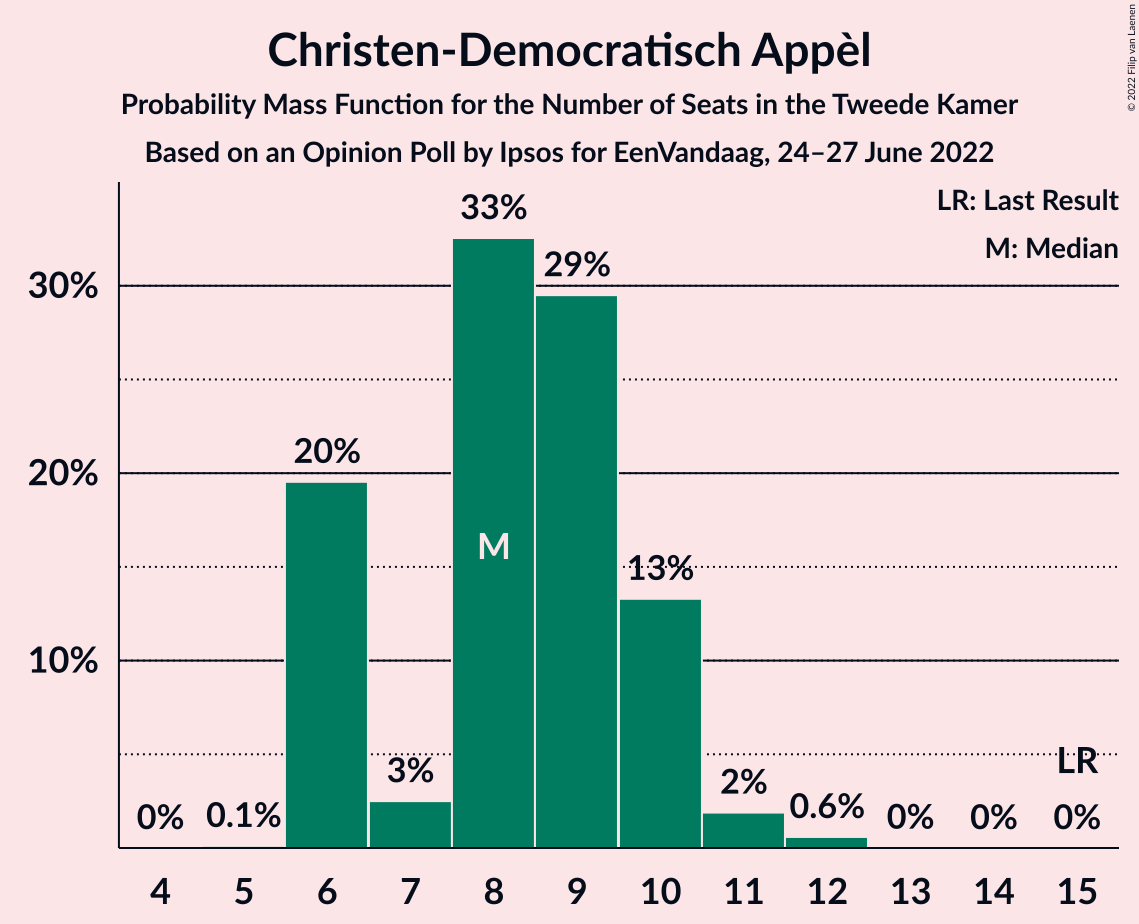 Christen-Democratisch Appèl
Probability Mass Function for the Number of Seats in the Tweede Kamer
Based on an Opinion Poll by Ipsos for EenVandaag, 24–27 June 2022
© 2022 Filip van Laenen
LR: Last Result
M: Median
33%
29%
30%
20%
20%
M
13%
10%
3%
2%
LR
0%
0.1%
0.6%
0%
0%
0%
4 5 6 7 8 9 10 11 12 13 14 15